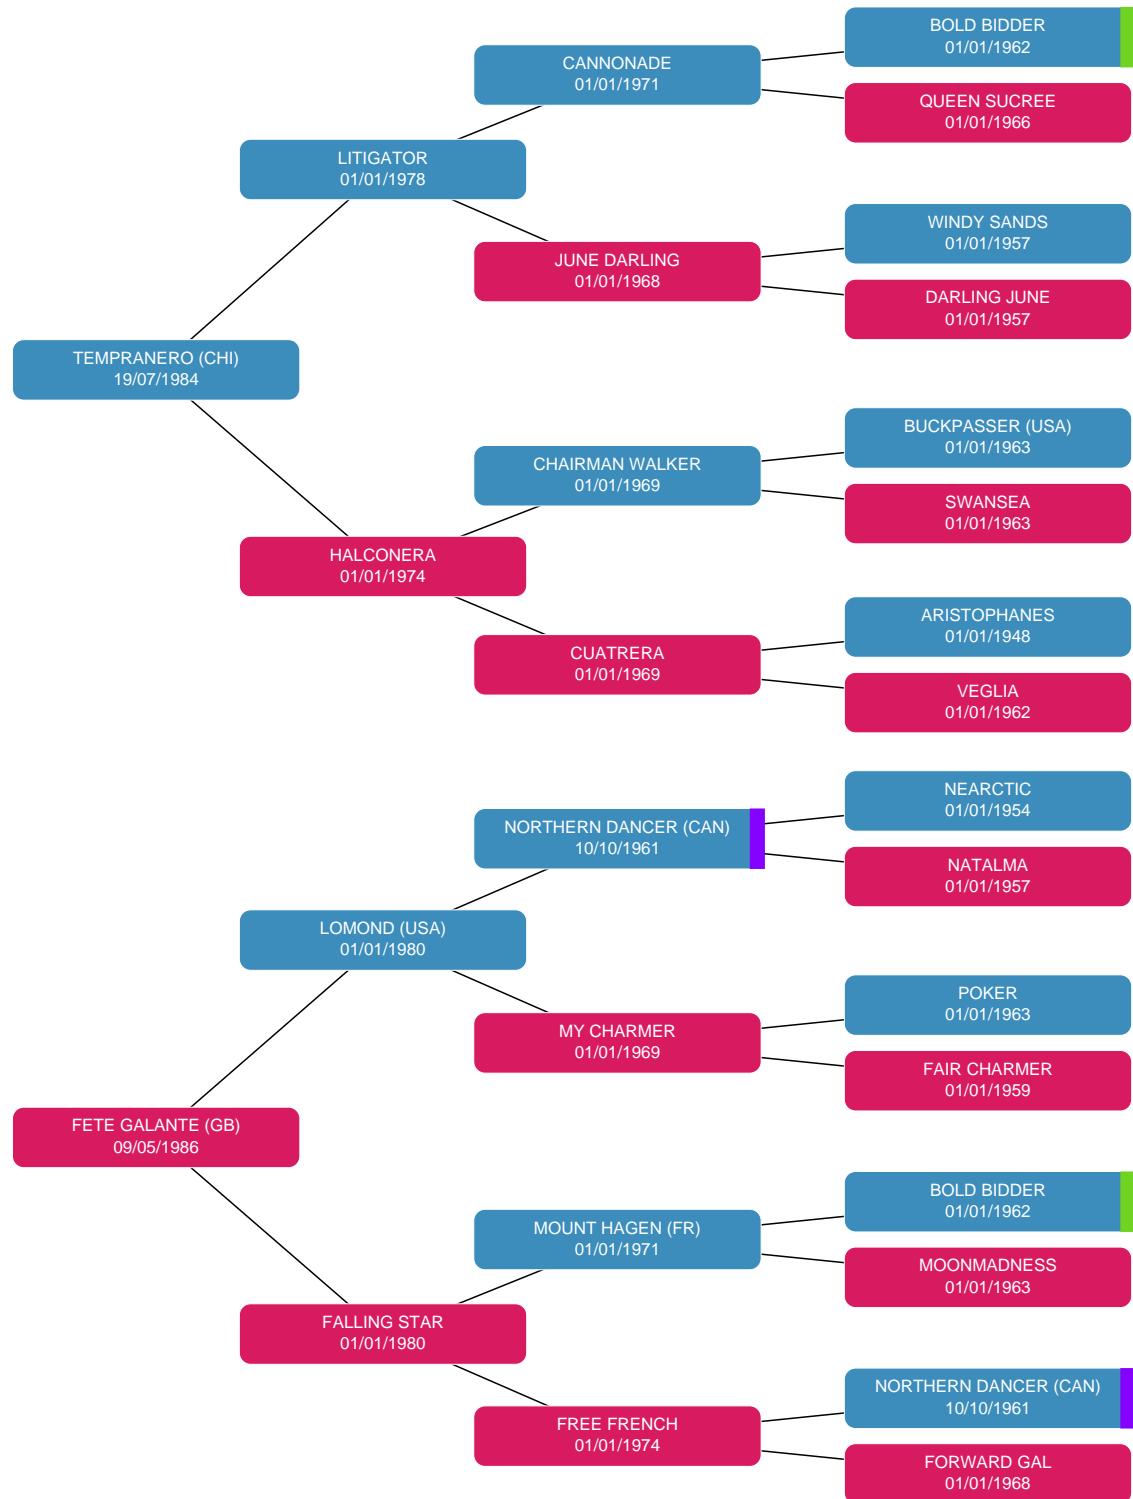 BOLD BIDDER
01/01/1962
CANNONADE
01/01/1971
QUEEN SUCREE
01/01/1966
LITIGATOR
01/01/1978
WINDY SANDS
01/01/1957
JUNE DARLING
01/01/1968
DARLING JUNE
01/01/1957
TEMPRANERO (CHI)
19/07/1984
BUCKPASSER (USA)
01/01/1963
CHAIRMAN WALKER
01/01/1969
SWANSEA
01/01/1963
HALCONERA
01/01/1974
ARISTOPHANES
01/01/1948
CUATRERA
01/01/1969
VEGLIA
01/01/1962
NEARCTIC
01/01/1954
NORTHERN DANCER (CAN)
10/10/1961
NATALMA
01/01/1957
LOMOND (USA)
01/01/1980
POKER
01/01/1963
MY CHARMER
01/01/1969
FAIR CHARMER
01/01/1959
FETE GALANTE (GB)
09/05/1986
BOLD BIDDER
01/01/1962
MOUNT HAGEN (FR)
01/01/1971
MOONMADNESS
01/01/1963
FALLING STAR
01/01/1980
NORTHERN DANCER (CAN)
10/10/1961
FREE FRENCH
01/01/1974
FORWARD GAL
01/01/1968